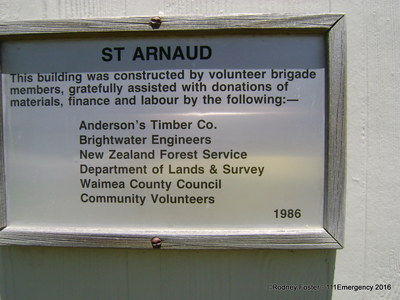 ST ARNAUD
This building was constructed by volunteer brigade
members, gratefully assisted with donations of
materials, finance and labour by the following:—
Anderson's Timber Co.
Brightwater Engineers
New Zealand Forest Service
Department of Lands & Survey
Waimea County Council
Community Volunteers
1986
©Rodney Foster - 111Emergency 2016